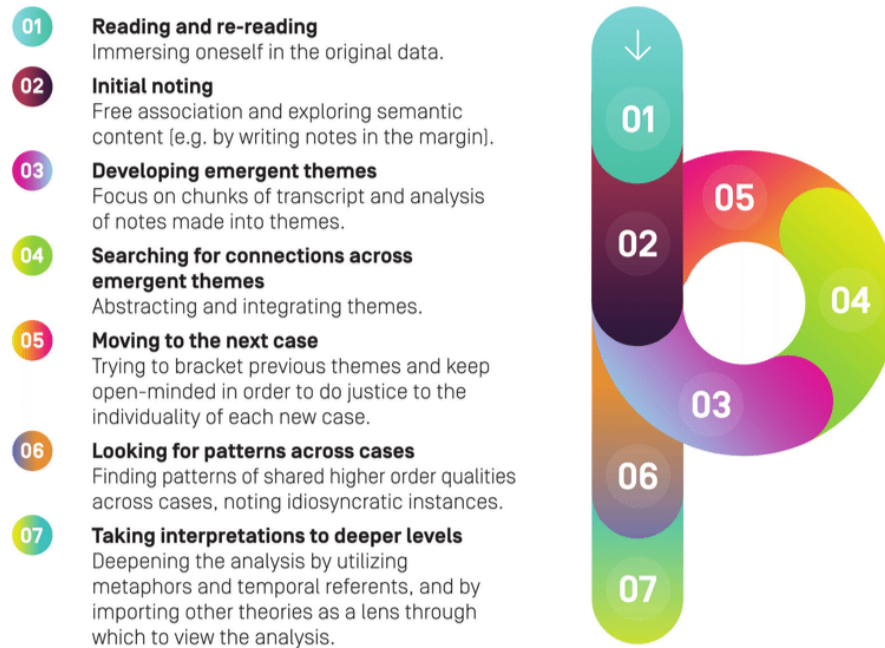 01 Reading and re-reading
Immersing oneself in the original data.
02 Initial noting
Free association and exploring semantic
content (e.g. by writing notes in the margin).
03 Developing emergent themes
Focus on chunks of transcript and analysis
of notes made into themes.
04 Searching for connections across
emergent themes
Abstracting and integrating themes.
05 Moving to the next case
Trying to bracket previous themes and keep
open-minded in order to do justice to the
individuality of each new case.
06 Looking for patterns across cases
Finding patterns of shared higher order qualities
across cases, noting idiosyncratic instances.
07 Taking interpretations to deeper levels
Deepening the analysis by utilizing
metaphors and temporal referents, and by
importing other theories as a lens through
which to view the analysis.
01
02
03
04
05
06
07